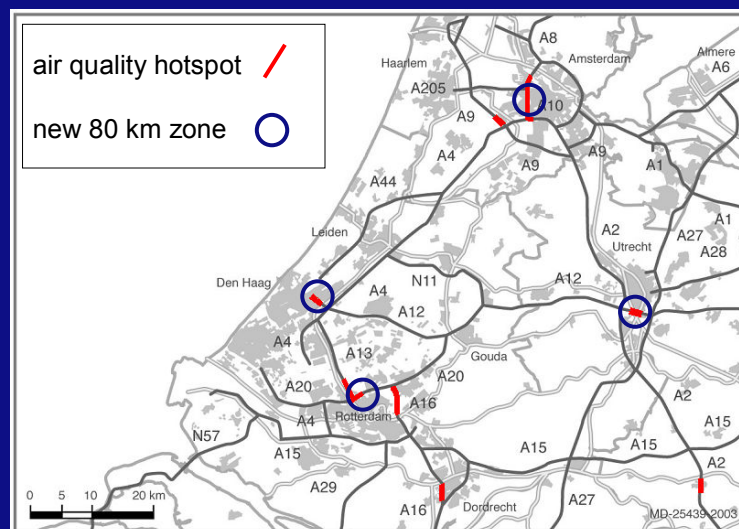 air quality hotspot
new 80 km zone
A8
Almere
Haarlem
Amsterdam
A6
A205
A10
A9
A4
A9
A9
A1
A44
Leiden
A2
A1
A27
Utrecht
A28
Den Haag
N11
A12
A4
A12
A4
A13
Gouda
A20
A20
A2
A16
Rotterdam
A4
A15
N57
A15
A15
A15
A2
A29
A27
A16
Dordrecht
0 5 10 20 km
MD-25439-2003